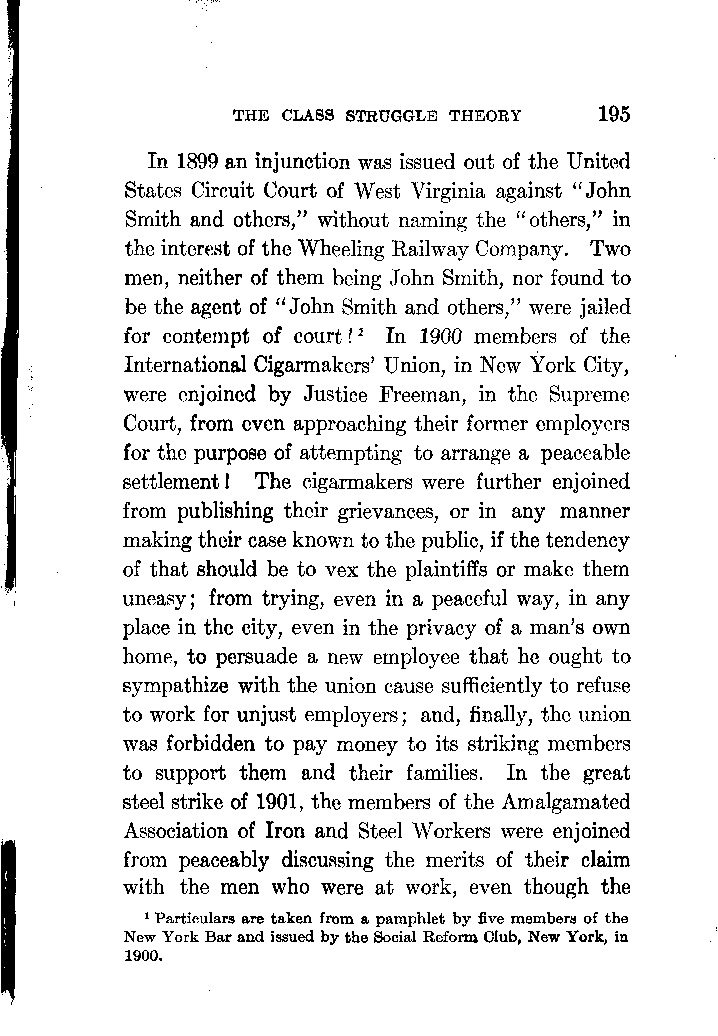 THE CLASS STRUGGLE THEORY 195
In 1899 an injunction was issued out of the United
States Circuit Court of West Virginia against “John
Smith and others,” without naming the “others,” in
the interest of the Wheeling Railway Company. Two
men, neither of them being John Smith, nor found to
be the agent of “John Smith and others,” were jailed
for contempt of court!¹ In 1900 members of the
International Cigarmakers’ Union, in New York City,
were enjoined by Justice Freeman, in the Supreme
Court, from even approaching their former employers
for the purpose of attempting to arrange a peaceable
settlement! The cigarmakers were further enjoined
from publishing their grievances, or in any manner
making their case known to the public, if the tendency
of that should be to vex the plaintiffs or make them
uneasy; from trying, even in a peaceful way, in any
place in the city, even in the privacy of a man’s own
home, to persuade a new employee that he ought to
sympathize with the union cause sufficiently to refuse
to work for unjust employers; and, finally, the union
was forbidden to pay money to its striking members
to support them and their families. In the great
steel strike of 1901, the members of the Amalgamated
Association of Iron and Steel Workers were enjoined
from peaceably discussing the merits of their claim
with the men who were at work, even though the
¹ Particulars are taken from a pamphlet by five members of the
New York Bar and issued by the Social Reform Club, New York, in
1900.